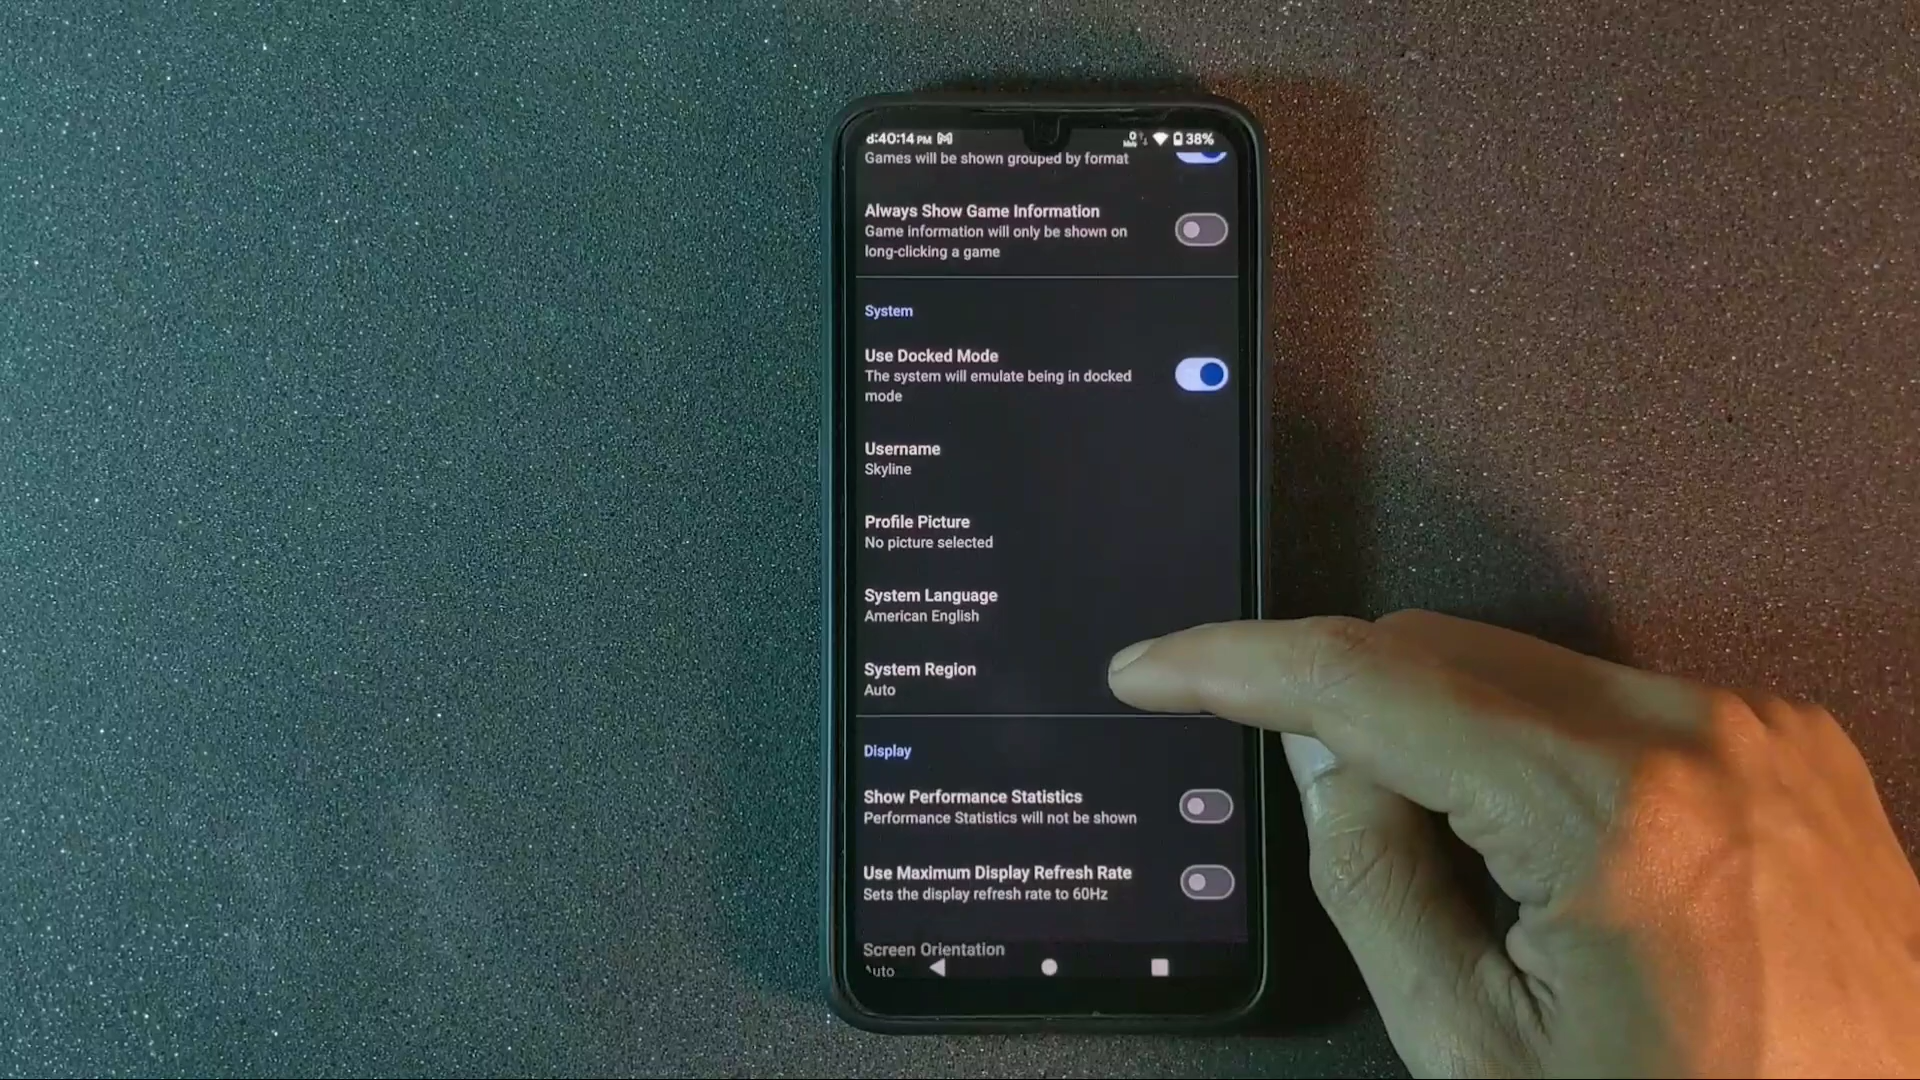 8:40:14 PM 38%
Games will be shown grouped by format
Always Show Game Information
Game information will only be shown on
long-clicking a game
System
Use Docked Mode
The system will emulate being in docked
mode
Username
Skyline
Profile Picture
No picture selected
System Language
American English
System Region
Auto
Display
Show Performance Statistics
Performance Statistics will not be shown
Use Maximum Display Refresh Rate
Sets the display refresh rate to 60Hz
Screen Orientation
Auto